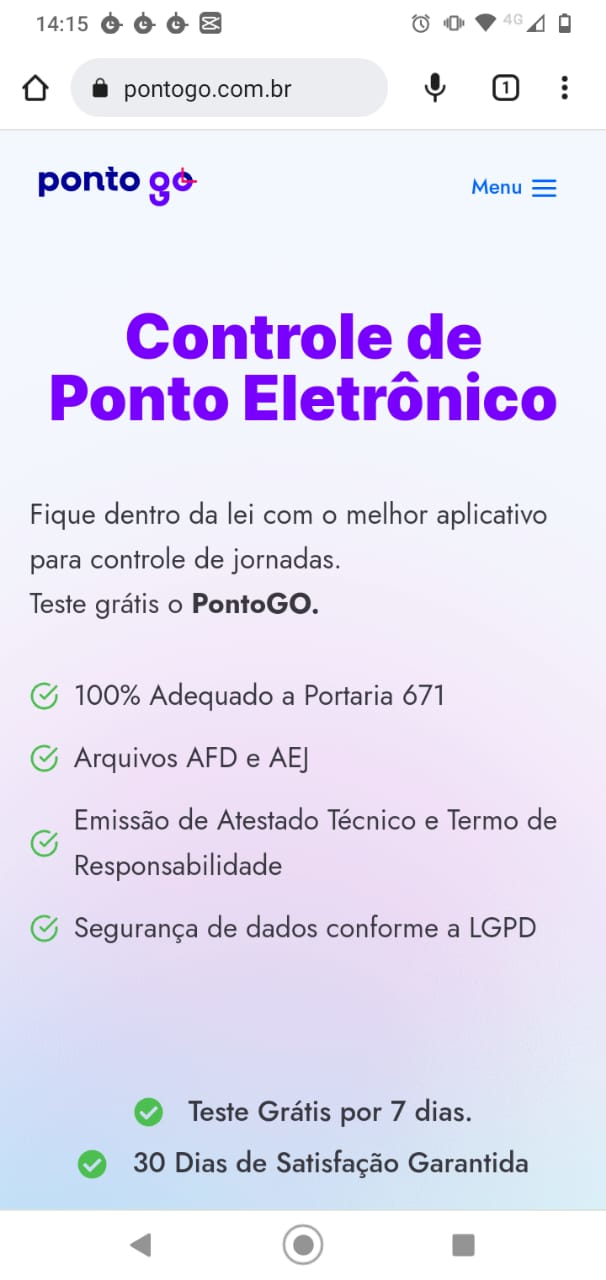 14:15
4G
pontogo.com.br
1
ponto go
Menu
Controle de
Ponto Eletrônico
Fique dentro da lei com o melhor aplicativo
para controle de jornadas.
Teste grátis o PontoGO.
100% Adequado a Portaria 671
Arquivos AFD e AEJ
Emissão de Atestado Técnico e Termo de
Responsabilidade
Segurança de dados conforme a LGPD
Teste Grátis por 7 dias.
30 Dias de Satisfação Garantida